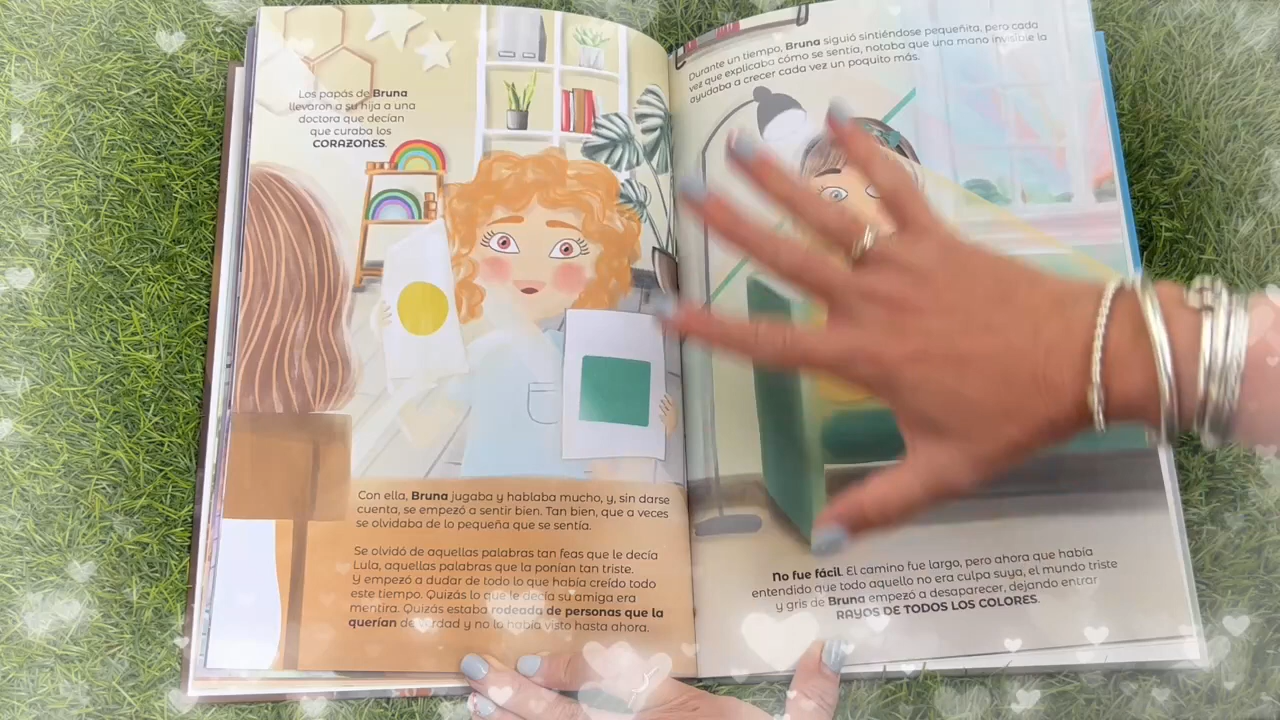 Los papás de Bruna
llevaron a su hija a una
doctora que decían
que curaba los
CORAZONES.
Con ella, Bruna jugaba y hablaba mucho, y, sin darse
cuenta, se empezó a sentir bien. Tan bien, que a veces
se olvidaba de lo pequeña que se sentía.
Se olvidó de aquellas palabras tan feas que le decía
Lula, aquellas palabras que la ponían tan triste.
Y empezó a dudar de todo lo que había creído todo
este tiempo. Quizás lo que le decía su amiga era
mentira. Quizás estaba rodeada de personas que la
querían de verdad y no lo había visto hasta ahora.
Durante un tiempo, Bruna siguió sintiéndose pequeñita, pero cada
vez que explicaba cómo se sentía, notaba que una mano invisible la
ayudaba a crecer cada vez un poquito más.
No fue fácil. El camino fue largo, pero ahora que había
entendido que todo aquello no era culpa suya, el mundo triste
y gris de Bruna empezó a desaparecer, dejando entrar
RAYOS DE TODOS LOS COLORES.